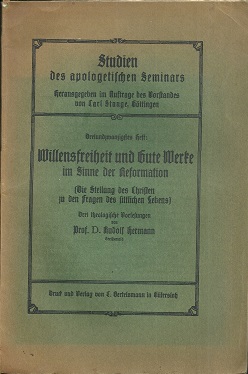 Studien
des apologetischen Seminars
Herausgegeben im Auftrage des Vorstandes
von Carl Stange, Göttingen
Heft:
Willensfreiheit und Gute Werke
im Sinne der Reformation
(Die Stellung des Christen
zu den Fragen des sittlichen Lebens)
Drei theologische Vorlesungen
von
Prof. D. Rudolf Hermann
Druck und Verlag von C. Bertelsmann in Gütersloh